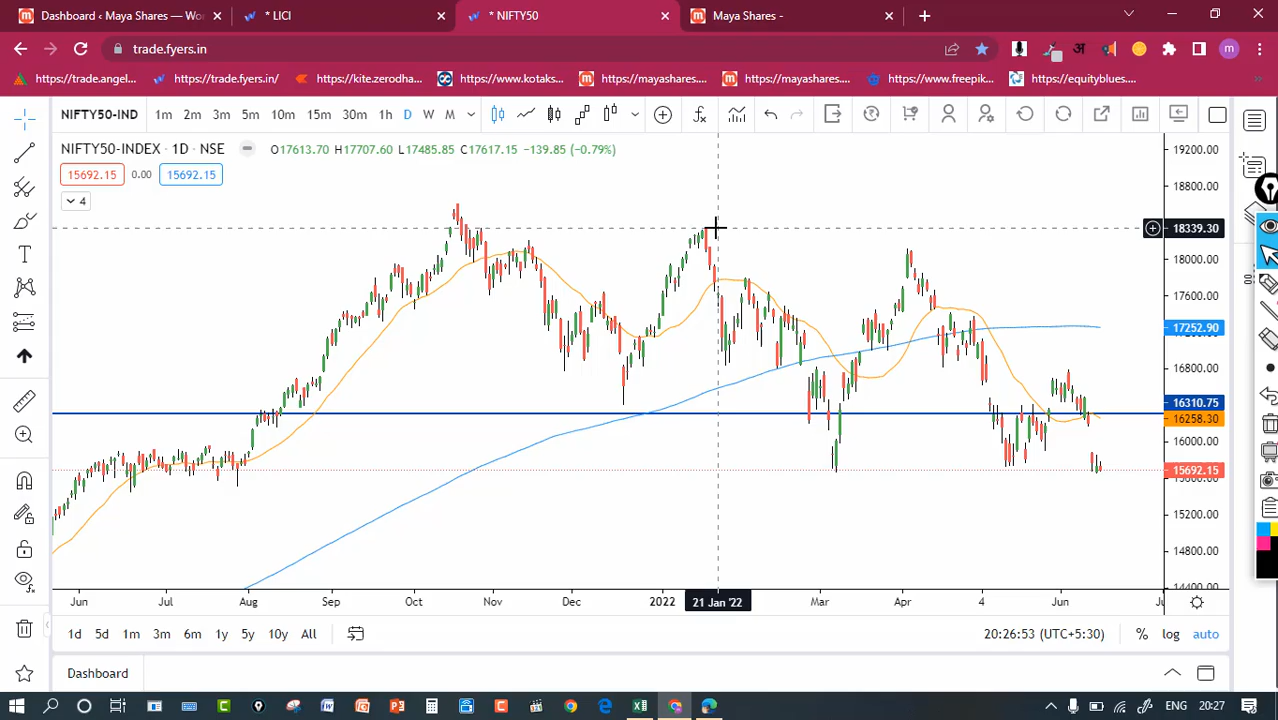 Dashboard ‹ Maya Shares — Wo
* LICI
* NIFTY50
Maya Shares -
trade.fyers.in
अ
m
https://trade.angel...
https://trade.fyers.in/
https://kite.zerodha...
https://www.kotaks...
https://mayashares....
https://mayashares....
https://www.freepik...
https://equityblues....
NIFTY50-IND 1m 2m 3m 5m 10m 15m 30m 1h D W M
NIFTY50-INDEX · 1D · NSE O17613.70 H17707.60 L17485.85 C17617.15 -139.85 (-0.79%)
15692.15 0.00 15692.15
4
19200.00
18800.00
18339.30
18000.00
17600.00
17252.90
16800.00
16310.75
16258.30
16000.00
15692.15
15200.00
14800.00
14400.00
Jun Jul Aug Sep Oct Nov Dec 2022 21 Jan '22 Mar Apr 4 Jun
1d 5d 1m 3m 6m 1y 5y 10y All
20:26:53 (UTC+5:30) % log auto
Dashboard
ENG 20:27